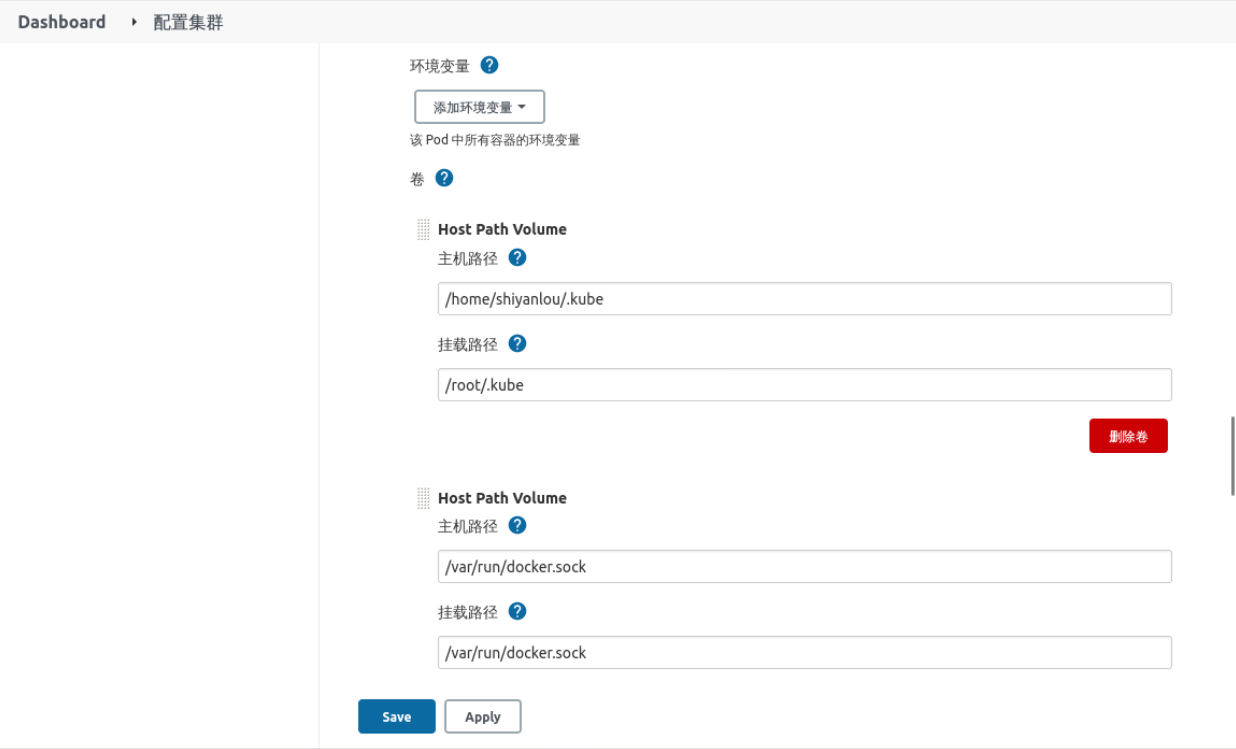 Dashboard 配置集群
环境变量 ?
添加环境变量
该 Pod 中所有容器的环境变量
卷 ?
Host Path Volume
主机路径 ?
/home/shiyanlou/.kube
挂载路径 ?
/root/.kube
删除卷
Host Path Volume
主机路径 ?
/var/run/docker.sock
挂载路径 ?
/var/run/docker.sock
Save Apply